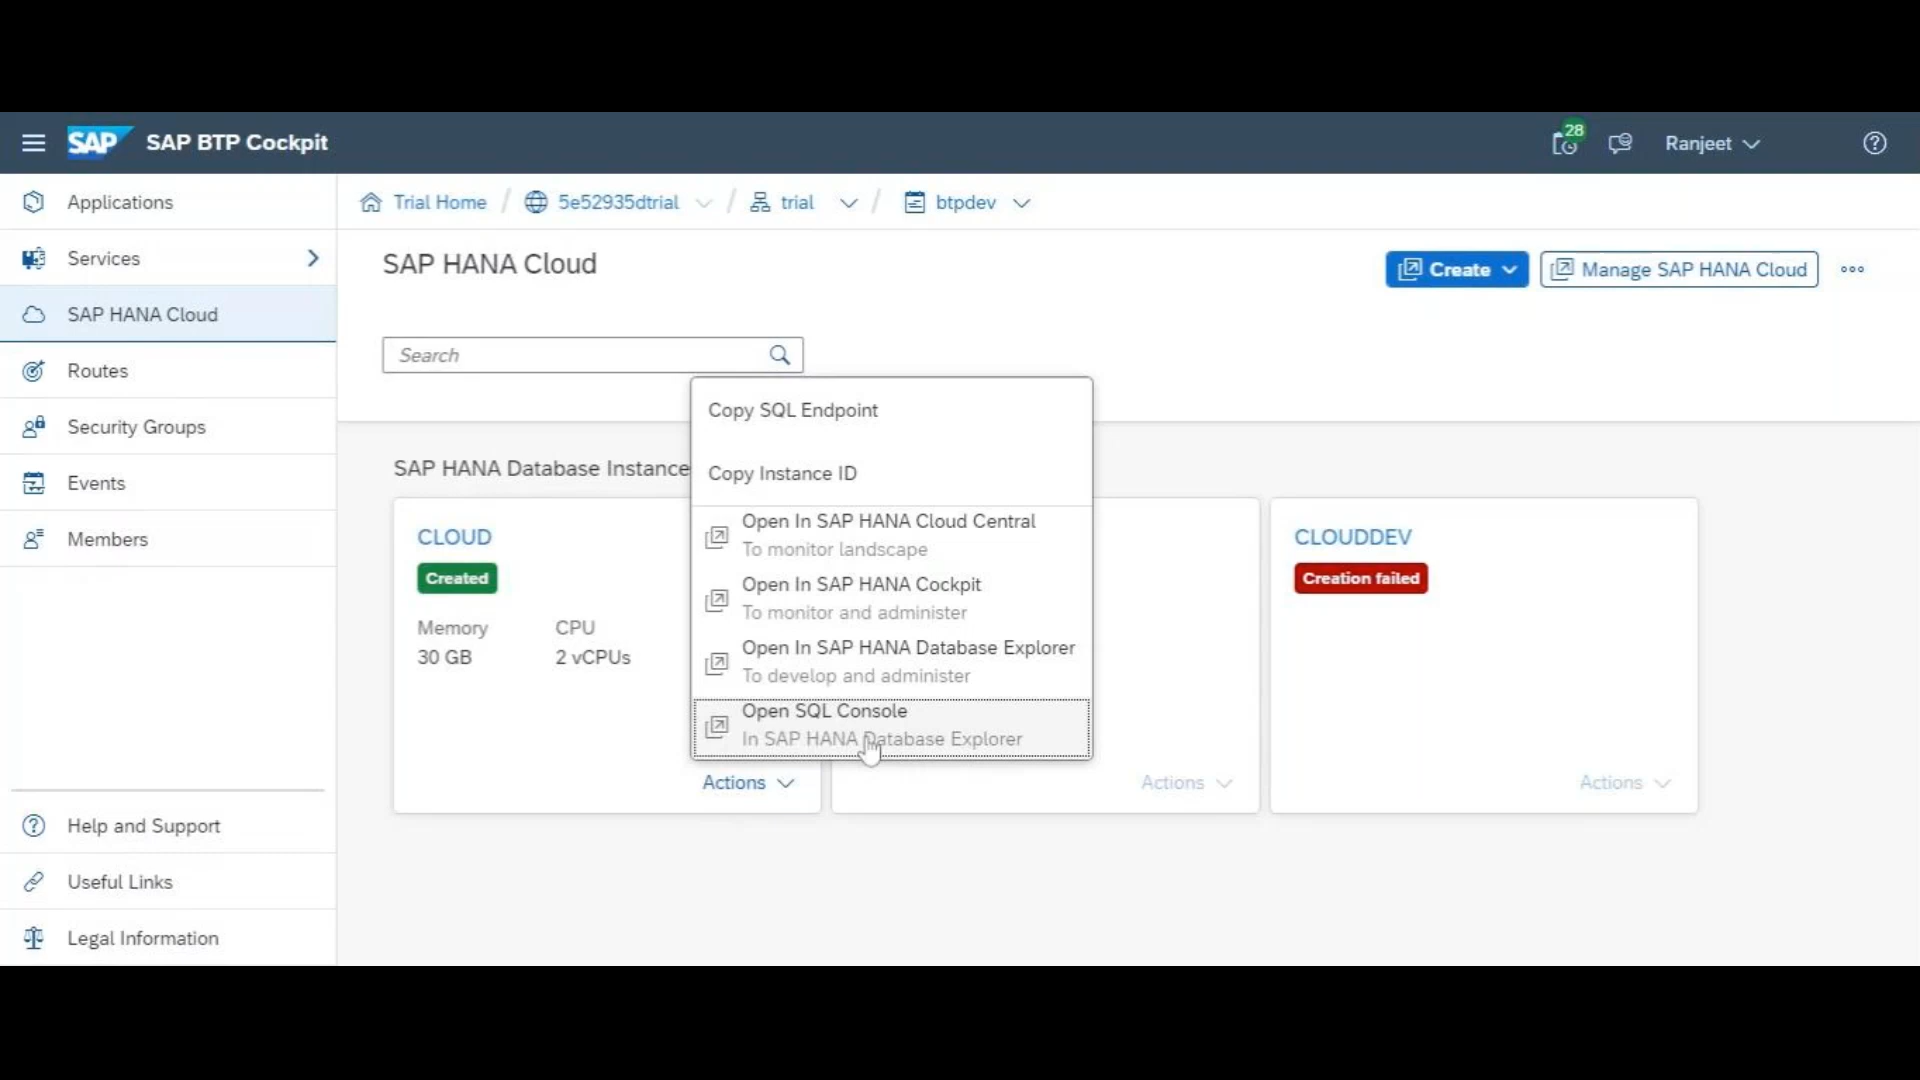 SAP SAP BTP Cockpit
28
Ranjeet
Applications
Services
SAP HANA Cloud
Routes
Security Groups
Events
Members
Help and Support
Useful Links
Legal Information
Trial Home / 5e52935dtrial / trial / btpdev
SAP HANA Cloud
Create
Manage SAP HANA Cloud
Search
SAP HANA Database Instance
CLOUD
Created
Memory CPU
30 GB 2 vCPUs
Actions
Copy SQL Endpoint
Copy Instance ID
Open In SAP HANA Cloud Central
To monitor landscape
Open In SAP HANA Cockpit
To monitor and administer
Open In SAP HANA Database Explorer
To develop and administer
Open SQL Console
In SAP HANA Database Explorer
Actions
CLOUDDEV
Creation failed
Actions